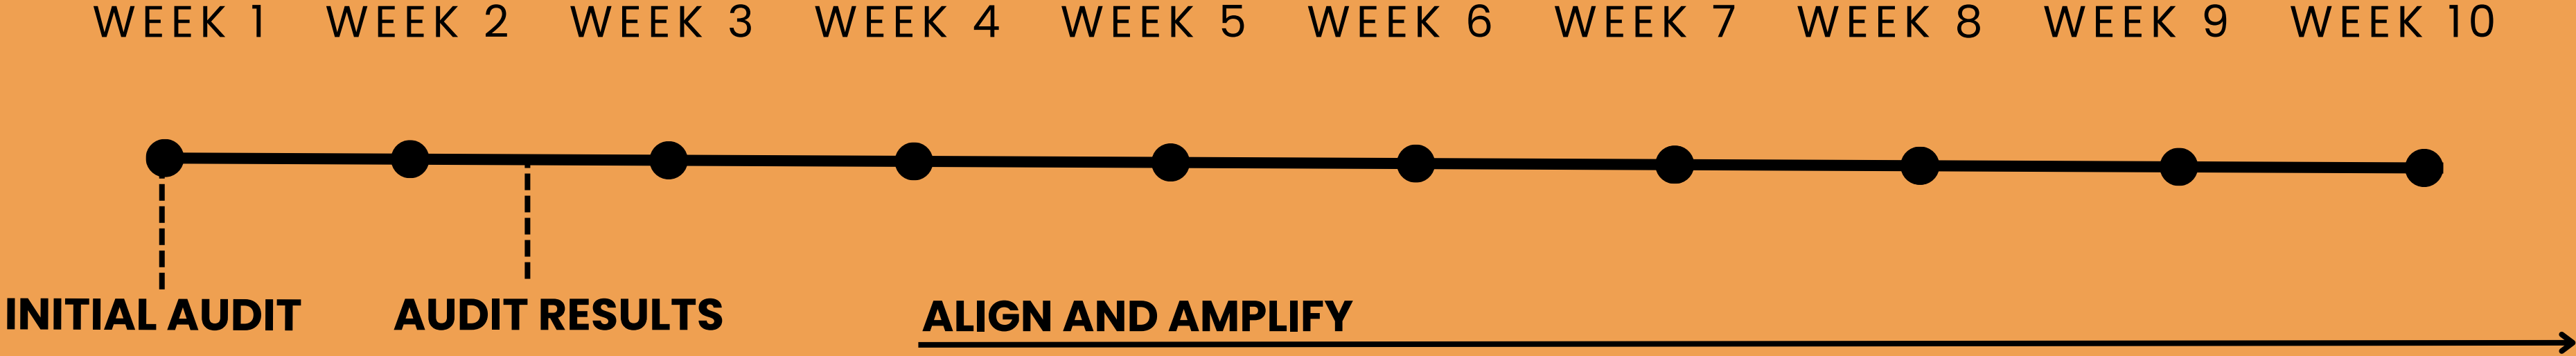 WEEK 1 WEEK 2 WEEK 3 WEEK 4 WEEK 5 WEEK 6 WEEK 7 WEEK 8 WEEK 9 WEEK 10
INITIAL AUDIT AUDIT RESULTS ALIGN AND AMPLIFY